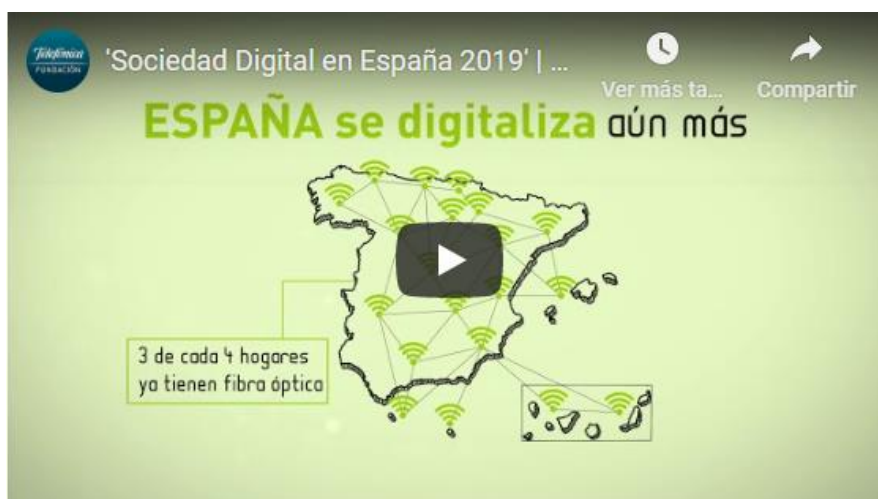 Telefónica
FUNDACIÓN
'Sociedad Digital en España 2019' | ...
Ver más ta...
Compartir
ESPAÑA se digitaliza aún más
3 de cada 4 hogares
ya tienen fibra óptica